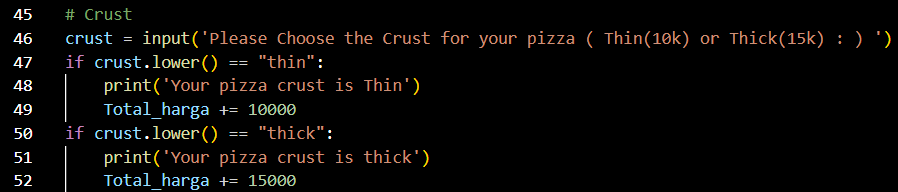 45 # Crust
46 crust = input('Please Choose the Crust for your pizza ( Thin(10k) or Thick(15k) : ) ')
47 if crust.lower() == "thin":
48     print('Your pizza crust is Thin')
49     Total_harga += 10000
50 if crust.lower() == "thick":
51     print('Your pizza crust is thick')
52     Total_harga += 15000